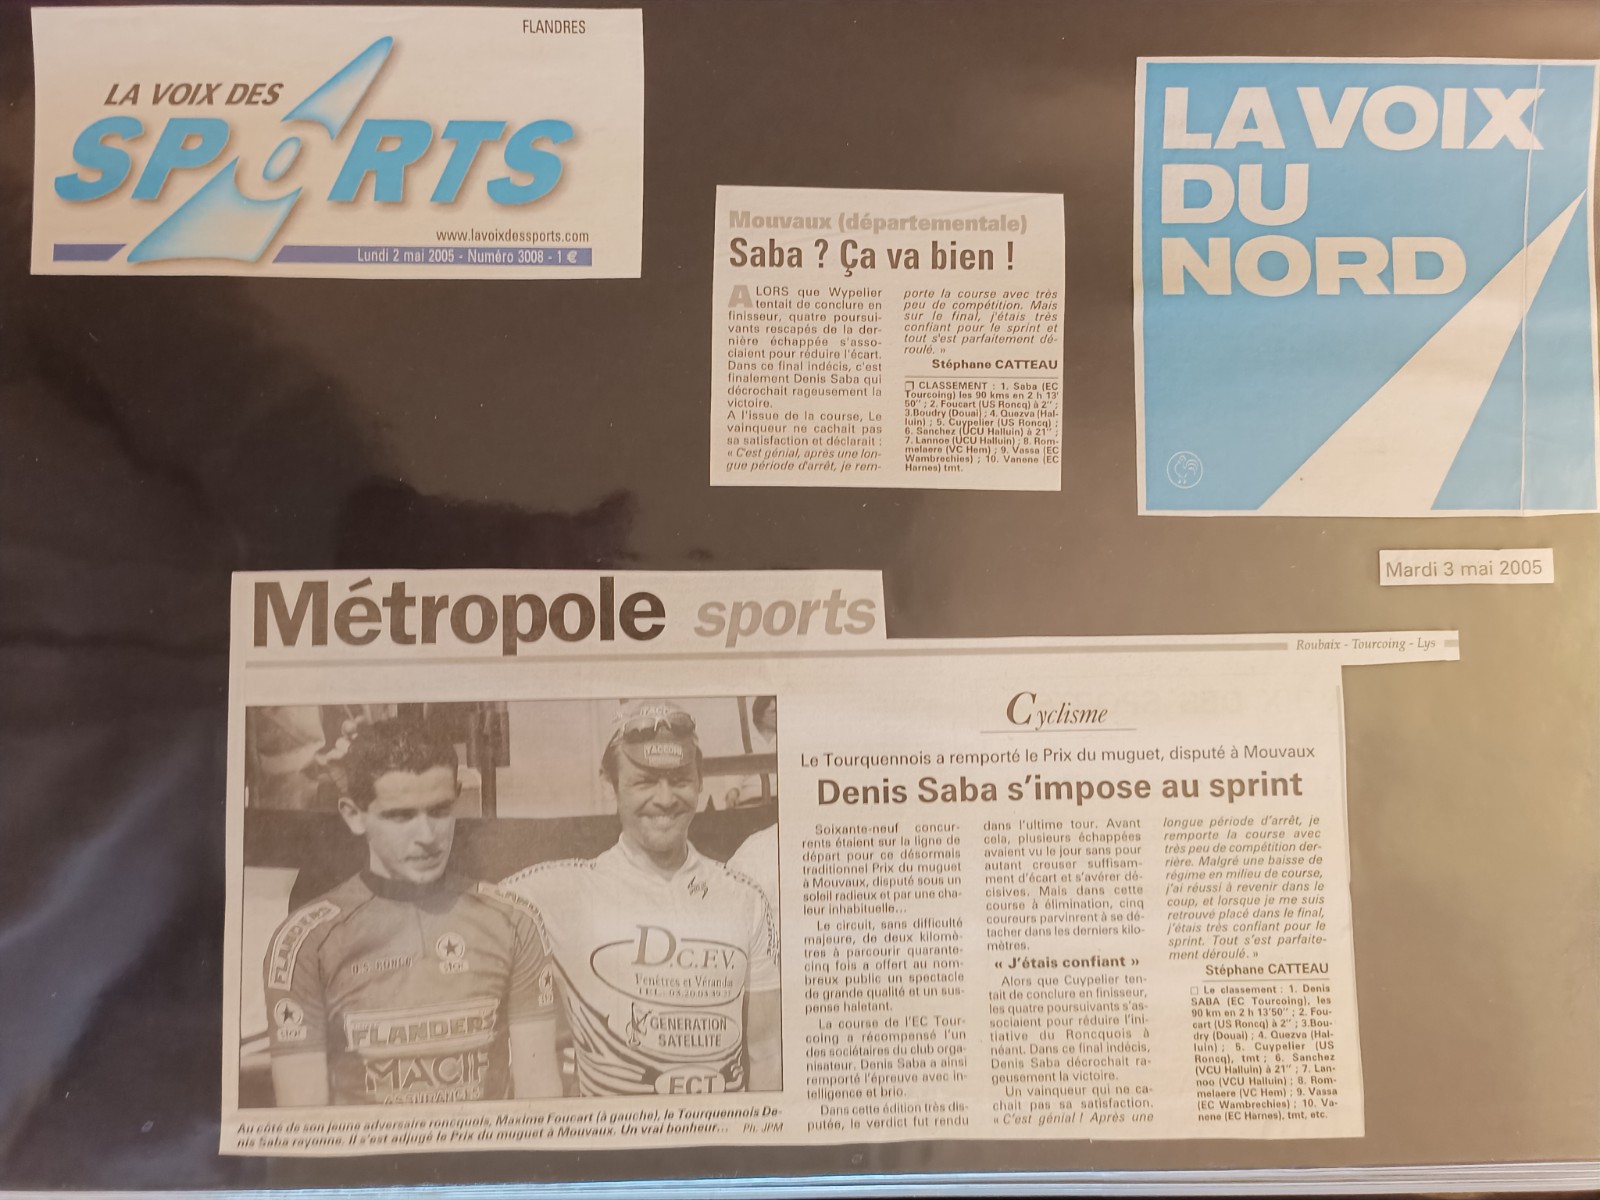 FLANDRES
LA VOIX DES
SPORTS
www.lavoixdessports.com
Lundi 2 mai 2005 - Numéro 3008 - 1 €
Mouvaux (départementale)
Saba ? Ça va bien !
ALORS que Wypelier
tentait de conclure en
finisseur, quatre poursui-
vants rescapés de la der-
nière échappée s'asso-
ciaient pour réduire l'écart.
Dans ce final indécis, c'est
finalement Denis Saba qui
décrochait rageusement la
victoire.
A l'issue de la course, Le
vainqueur ne cachait pas
sa satisfaction et déclarait :
« C'est génial, après une lon-
gue période d'arrêt, je rem-
porte la course avec très
peu de compétition. Mais
sur le final, j'étais très
confiant pour le sprint et
tout s'est parfaitement dé-
roulé. »
Stéphane CATTEAU
❏ CLASSEMENT : 1. Saba (EC
Tourcoing) les 90 kms en 2 h 13'
50'' ; 2. Foucart (US Roncq) à 2'' ;
3.Boudry (Douai) ; 4. Quezva (Hal-
luin) ; 5. Cuypelier (US Roncq) ;
6. Sanchez (UCU Halluin) à 21'' ;
7. Lannoe (UCU Halluin) ; 8. Rom-
melaere (VC Hem) ; 9. Vassa (EC
Wambrechies) ; 10. Vanene (EC
Harnes) tmt.
LA VOIX
DU
NORD
Mardi 3 mai 2005
Métropole sports
Roubaix - Tourcoing - Lys
Cyclisme
Le Tourquennois a remporté le Prix du muguet, disputé à Mouvaux
Denis Saba s'impose au sprint
Soixante-neuf concur-
rents étaient sur la ligne de
départ pour ce désormais
traditionnel Prix du muguet
à Mouvaux, disputé sous un
soleil radieux et par une cha-
leur inhabituelle...
Le circuit, sans difficulté
majeure, de deux kilomè-
tres à parcourir quarante-
cinq fois a offert au nom-
breux public un spectacle
de grande qualité et un sus-
pense haletant.
La course de l'EC Tour-
coing a récompensé l'un
des sociétaires du club orga-
nisateur. Denis Saba a ainsi
remporté l'épreuve avec in-
telligence et brio.
Dans cette édition très dis-
putée, le verdict fut rendu
dans l'ultime tour. Avant
cela, plusieurs échappées
avaient vu le jour sans pour
autant creuser suffisam-
ment d'écart et s'avérer dé-
cisives. Mais dans cette
course à élimination, cinq
coureurs parvinrent à se dé-
tacher dans les derniers kilo-
mètres.
« J'étais confiant »
Alors que Cuypelier ten-
tait de conclure en finisseur,
les quatre poursuivants s'as-
sociaient pour réduire l'ini-
tiative du Roncquois à
néant. Dans ce final indécis,
Denis Saba décrochait ra-
geusement la victoire.
Un vainqueur qui ne ca-
chait pas sa satisfaction.
« C'est génial ! Après une
longue période d'arrêt, je
remporte la course avec
très peu de compétition der-
rière. Malgré une baisse de
régime en milieu de course,
j'ai réussi à revenir dans le
coup, et lorsque je me suis
retrouvé placé dans le final,
j'étais très confiant pour le
sprint. Tout s'est parfaite-
ment déroulé. »
Stéphane CATTEAU
❏ Le classement : 1. Denis
SABA (EC Tourcoing), les
90 km en 2 h 13'50'' ; 2. Fou-
cart (US Roncq) à 2'' ; 3.Bou-
dry (Douai) ; 4. Quezva (Hal-
luin) ; 5. Cuypelier (US
Roncq), tmt ; 6. Sanchez
(VCU Halluin) à 21'' ; 7. Lan-
noo (VCU Halluin) ; 8. Rom-
melaere (VC Hem) ; 9. Vassa
(EC Wambrechies) ; 10. Va-
nene (EC Harnes), tmt, etc.
FLANDERS
STOR
FLANDERS
MACIF
ASSURANCES
D.C.F.V.
Fenêtres et Véranda
GENERATION
SATELLITE
ECT
Au côté de son jeune adversaire roncquois, Maxime Foucart (à gauche), le Tourquennois De-
nis Saba rayonne. Il s'est adjugé le Prix du muguet à Mouvaux. Un vrai bonheur... Ph. JPM